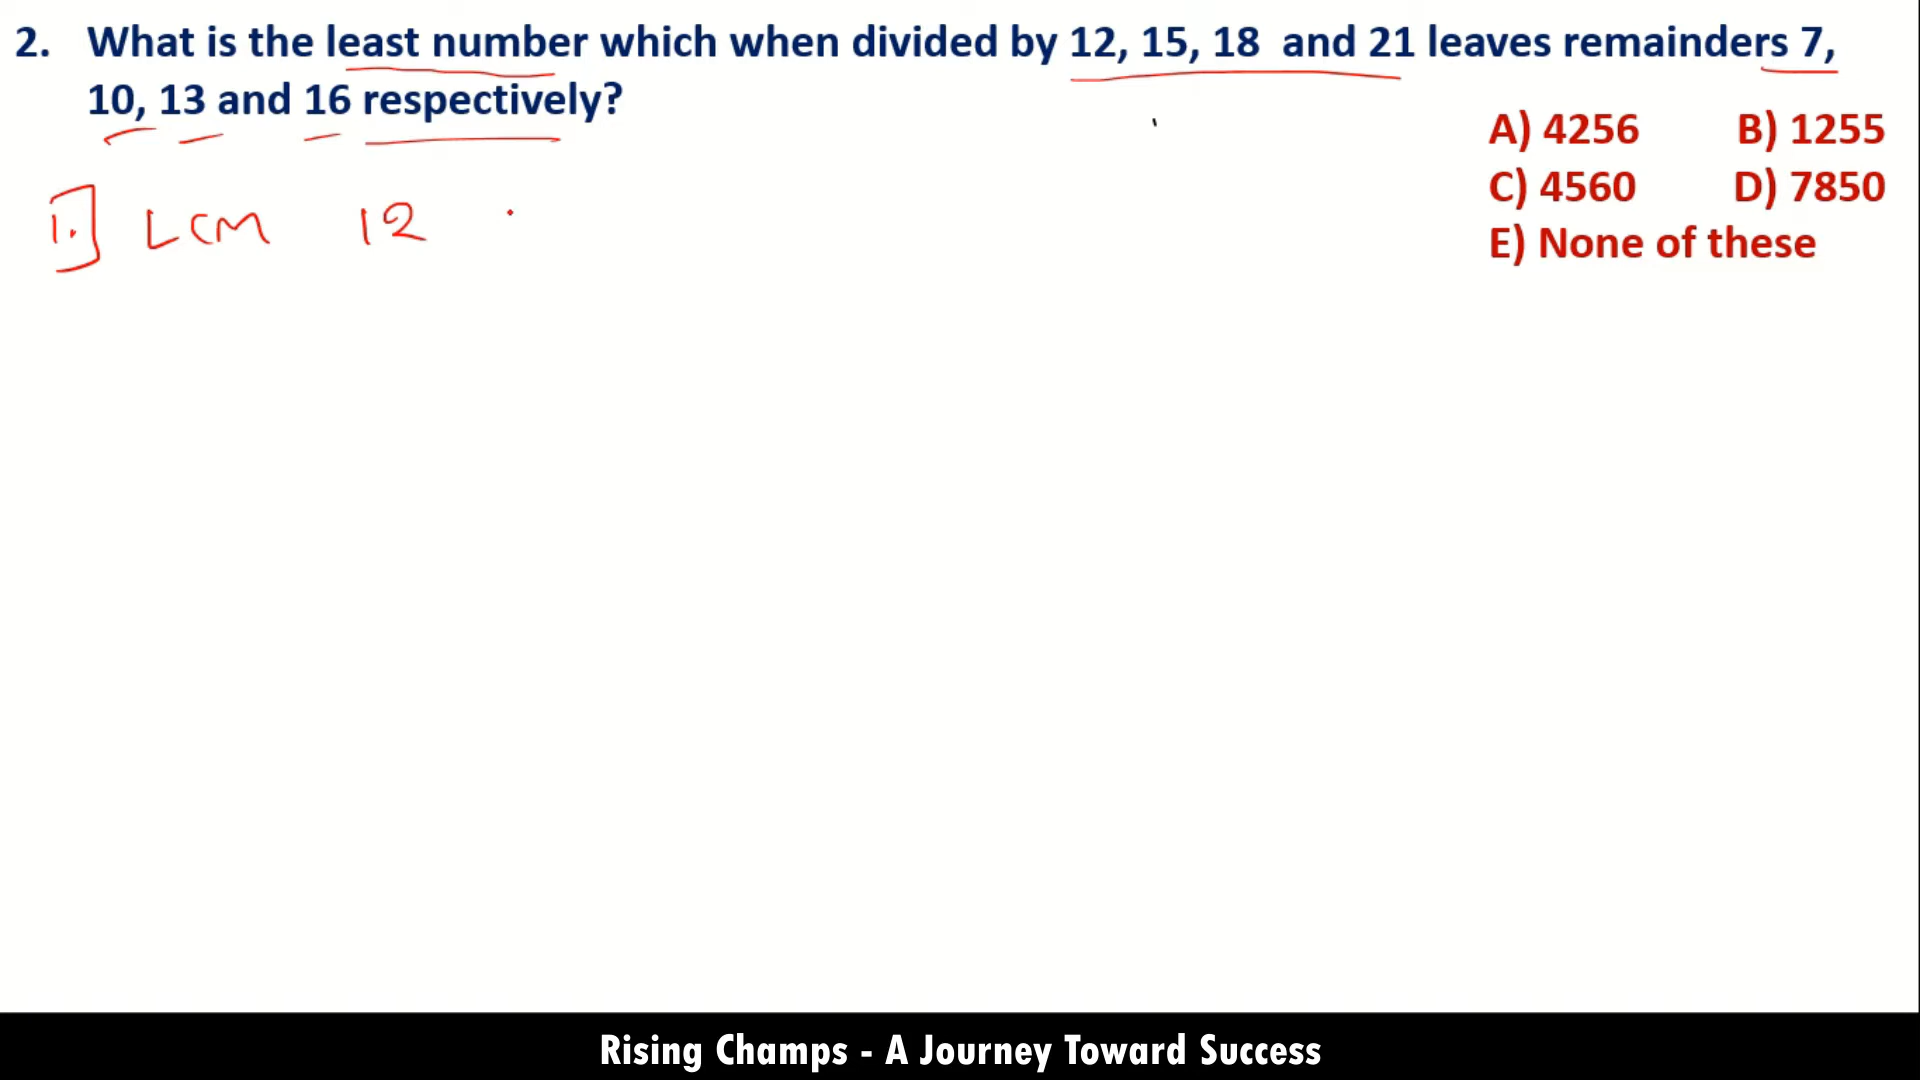 2. What is the least number which when divided by 12, 15, 18 and 21 leaves remainders 7,
10, 13 and 16 respectively?
A) 4256 B) 1255
C) 4560 D) 7850
E) None of these
1.] LCM 12
Rising Champs - A Journey Toward Success